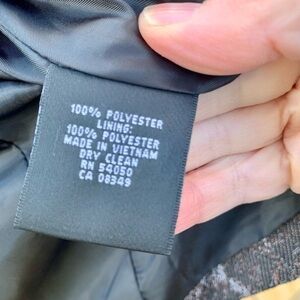 100% POLYESTER
LINING:
100% POLYESTER
MADE IN VIETNAM
DRY CLEAN
RN 54050
CA 08349